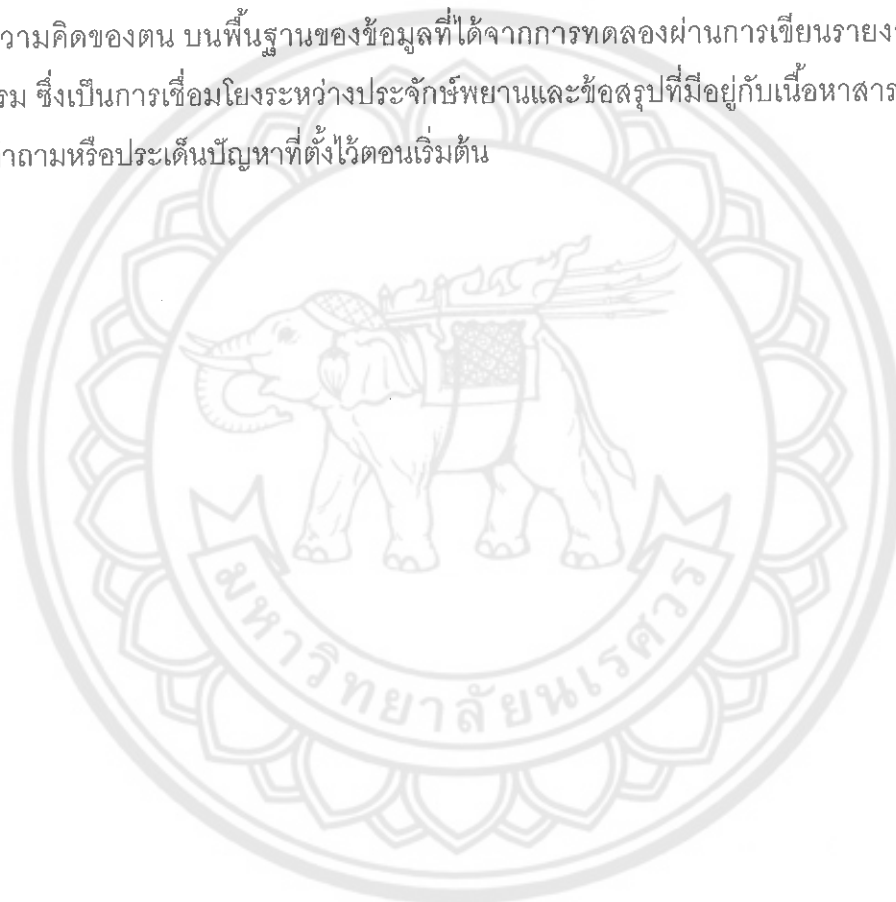 วามคิดของตน บนพื้นฐานของข้อมูลที่ได้จากการทดลองผ่านการเขียนรายง
รม ซึ่งเป็นการเชื่อมโยงระหว่างประจักษ์พยานและข้อสรุปที่มีอยู่กับเนื้อหาสาร
าถามหรือประเด็นปัญหาที่ตั้งไว้ตอนเริ่มต้น
มหาวิทยาลัยนเรศวร